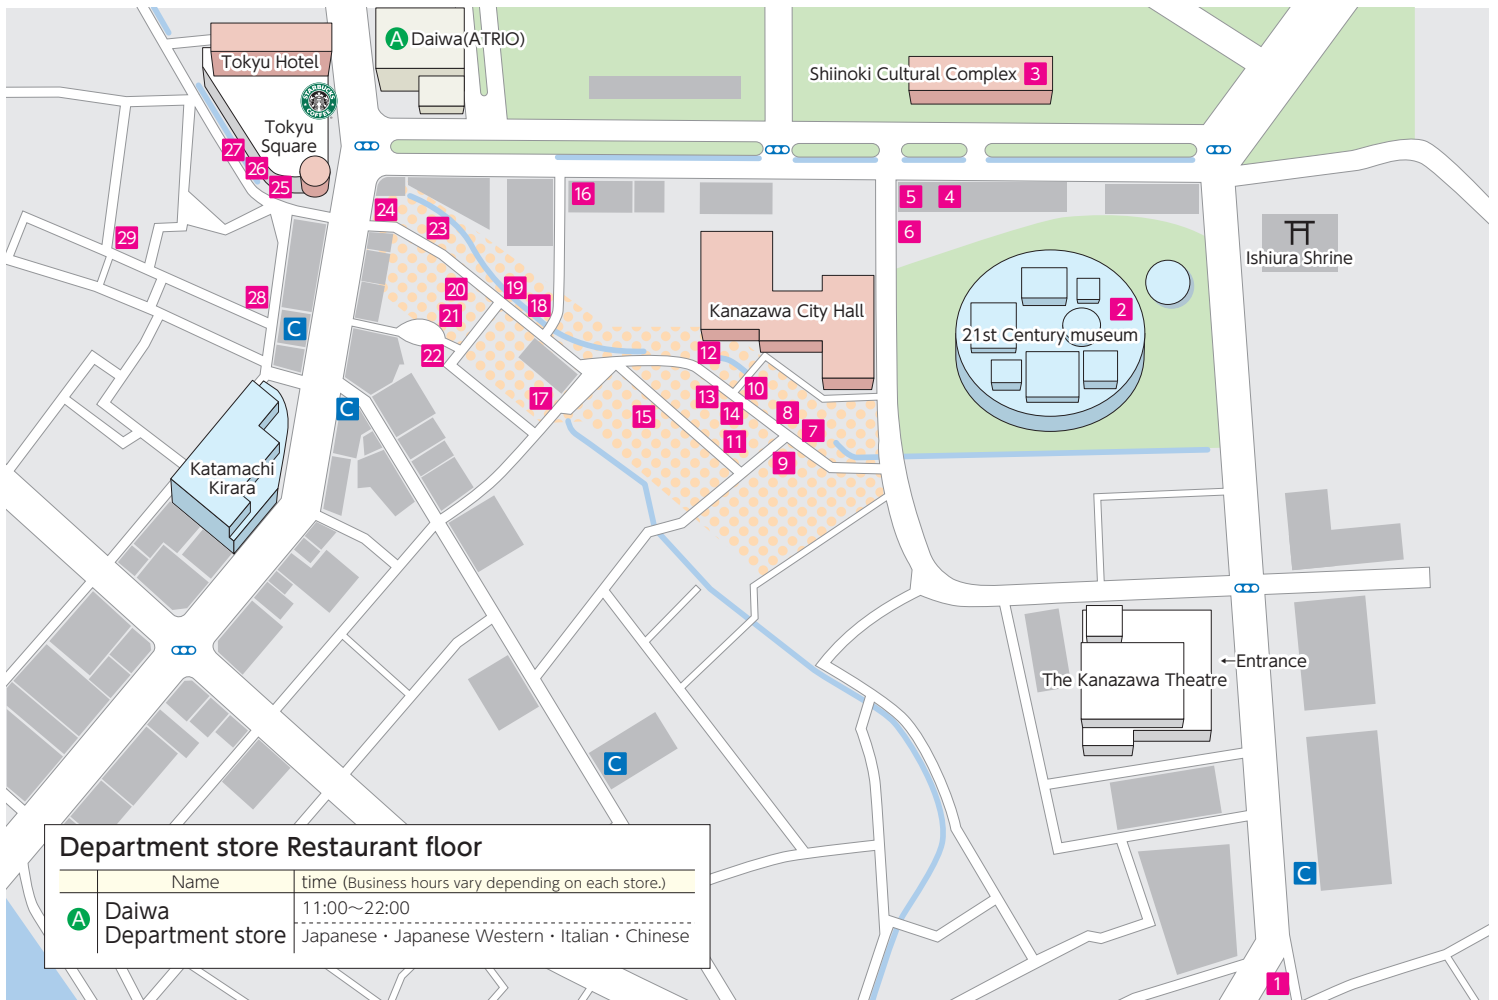 Tokyu Hotel
A Daiwa(ATRIO)
Shiinoki Cultural Complex 3
STARBUCKS
COFFEE
Tokyu
Square
27
26
25
24
23
16
5 4
6
29
Ishiura Shrine
28
20
19
18
21
22
C
Kanazawa City Hall
2
21st Century museum
12
10
13
14
8
7
11
9
15
17
C
Katamachi
Kirara
←Entrance
The Kanazawa Theatre
C
C
1
Department store Restaurant floor
Name time (Business hours vary depending on each store.)
A Daiwa
Department store
11:00～22:00
Japanese・Japanese Western・Italian・Chinese